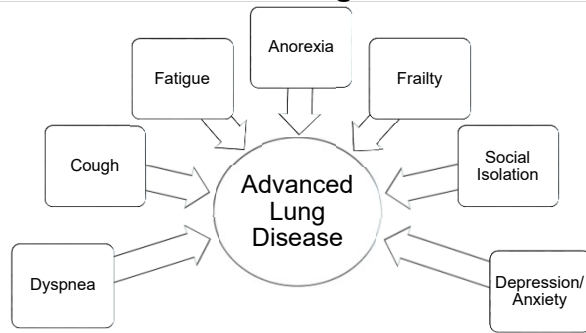 Anorexia
Fatigue
Frailty
Cough
Social
Isolation
Advanced
Lung
Disease
Dyspnea
Depression/
Anxiety